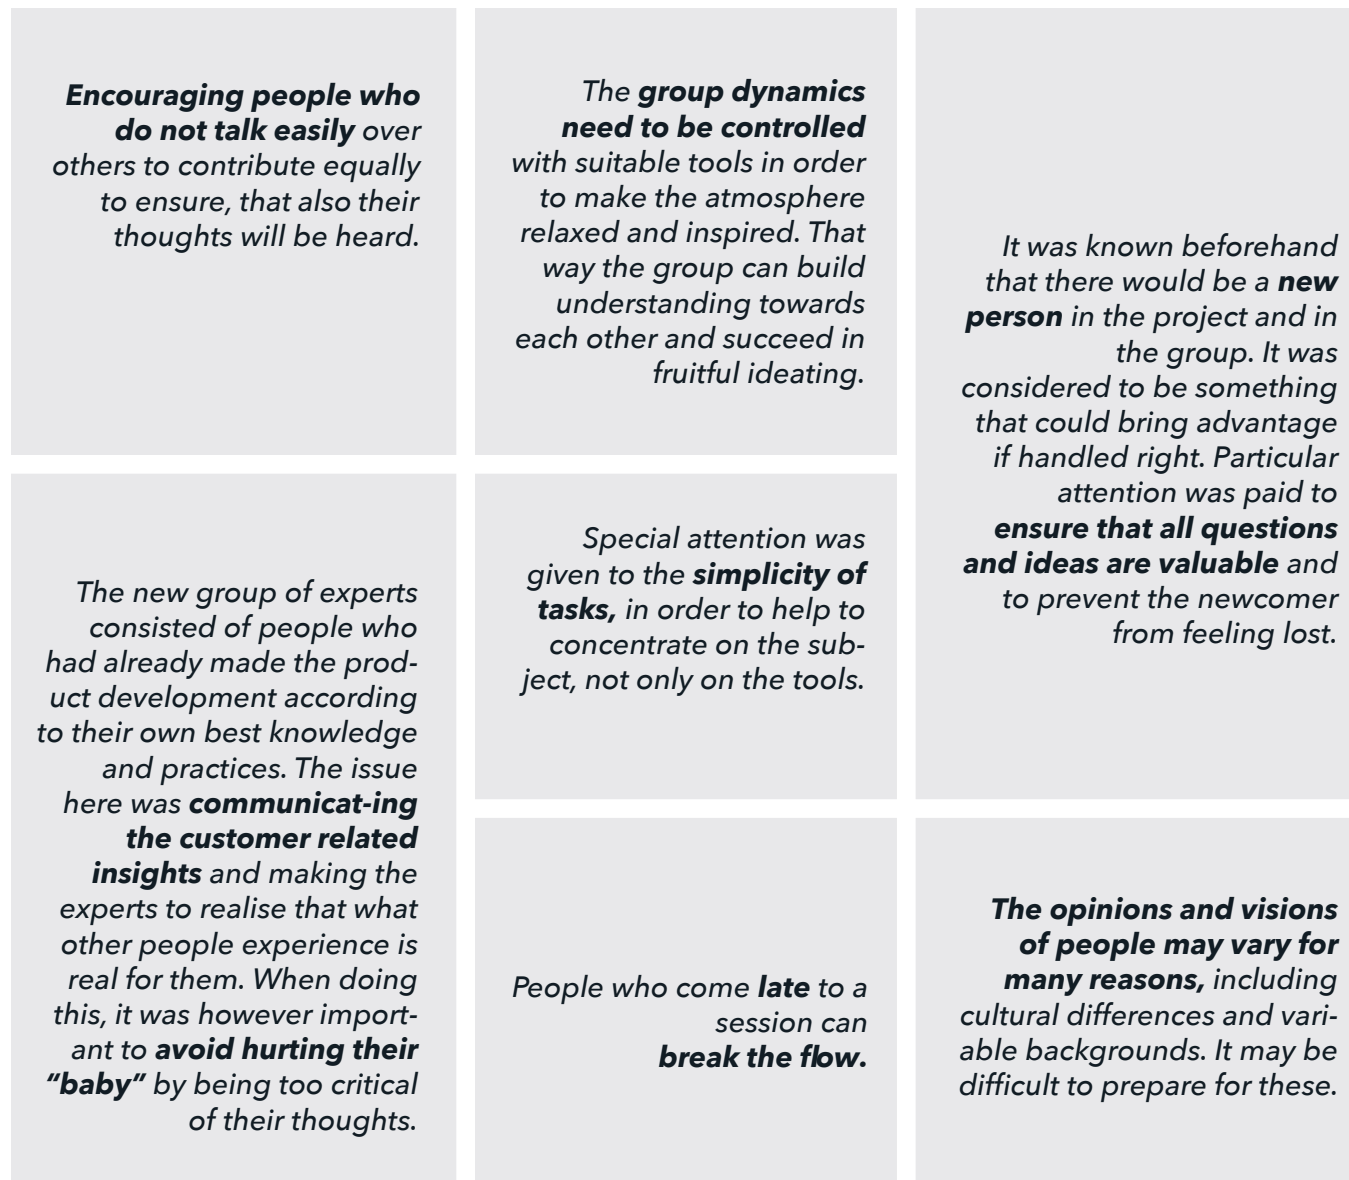 Encouraging people who
do not talk easily over
others to contribute equally
to ensure, that also their
thoughts will be heard.
The group dynamics
need to be controlled
with suitable tools in order
to make the atmosphere
relaxed and inspired. That
way the group can build
understanding towards
each other and succeed in
fruitful ideating.
It was known beforehand
that there would be a new
person in the project and in
the group. It was
considered to be something
that could bring advantage
if handled right. Particular
attention was paid to
ensure that all questions
and ideas are valuable and
to prevent the newcomer
from feeling lost.
The new group of experts
consisted of people who
had already made the prod-
uct development according
to their own best knowledge
and practices. The issue
here was communicat-ing
the customer related
insights and making the
experts to realise that what
other people experience is
real for them. When doing
this, it was however import-
ant to avoid hurting their
“baby” by being too critical
of their thoughts.
Special attention was
given to the simplicity of
tasks, in order to help to
concentrate on the sub-
ject, not only on the tools.
People who come late to a
session can
break the flow.
The opinions and visions
of people may vary for
many reasons, including
cultural differences and vari-
able backgrounds. It may be
difficult to prepare for these.